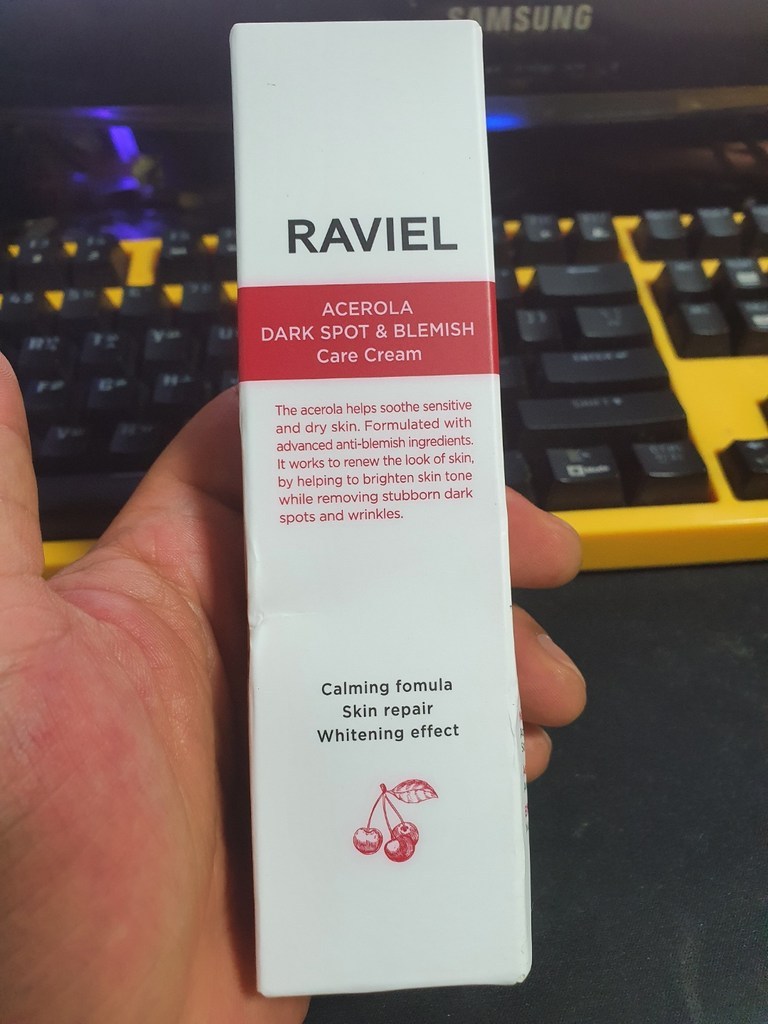 SAMSUNG
RAVIEL
ACEROLA
DARK SPOT & BLEMISH
Care Cream
The acerola helps soothe sensitive
and dry skin. Formulated with
advanced anti-blemish ingredients.
It works to renew the look of skin,
by helping to brighten skin tone
while removing stubborn dark
spots and wrinkles.
Calming fomula
Skin repair
Whitening effect